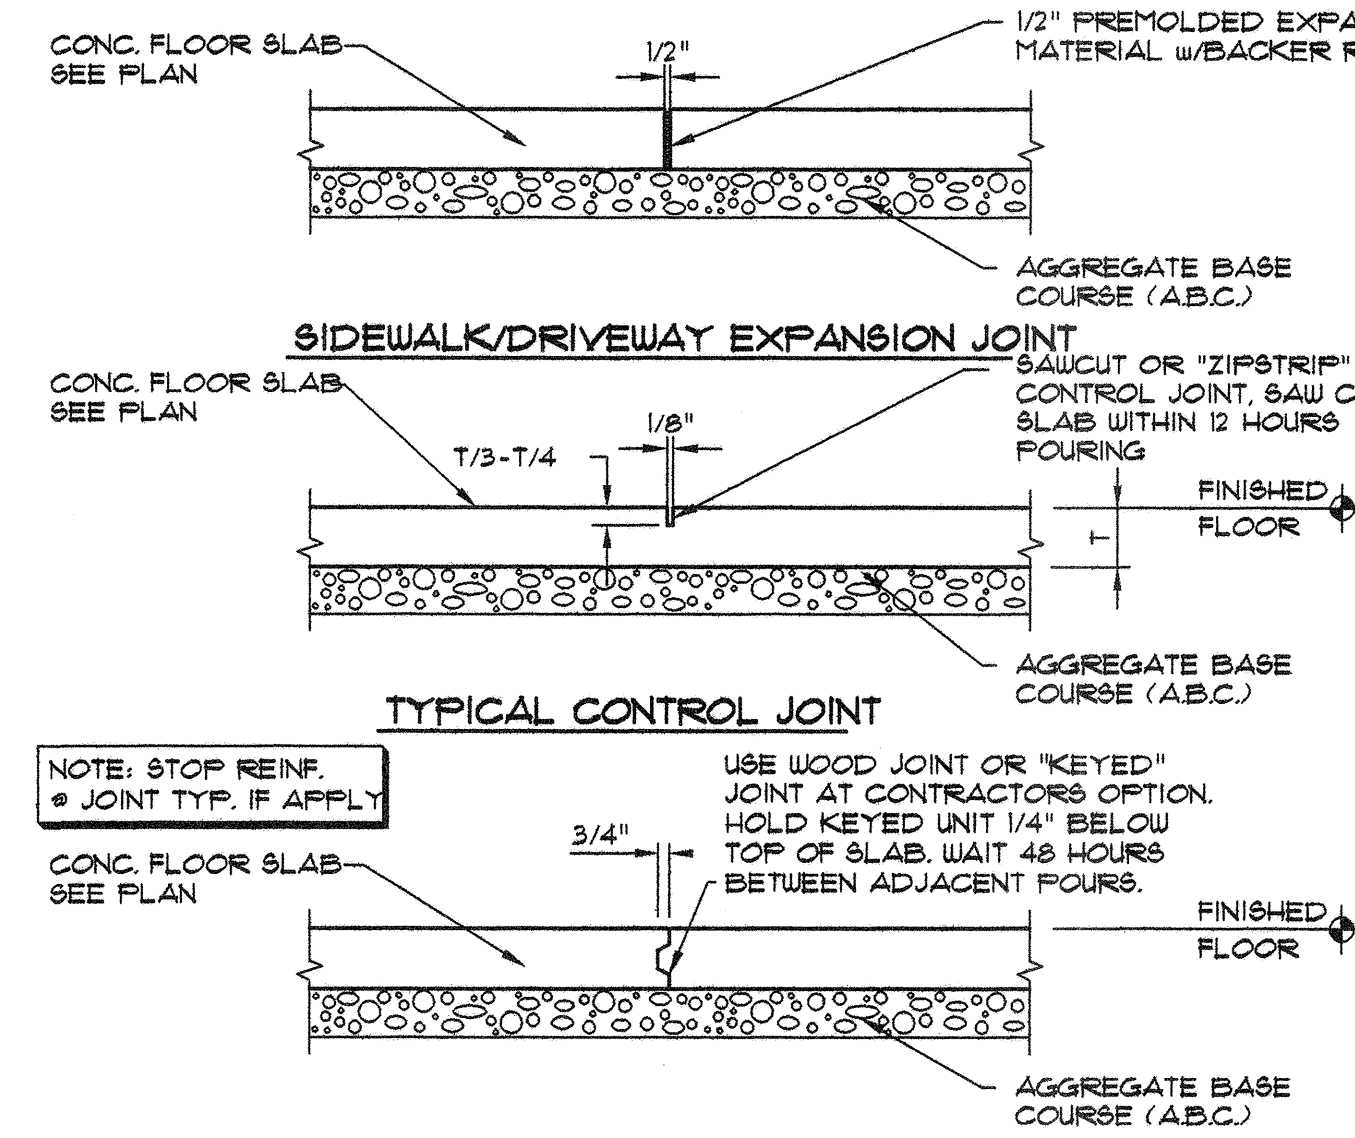 CONC. FLOOR SLAB
SEE PLAN
1/2"
1/2" PREMOLDED EXPA
MATERIAL w/BACKER R
AGGREGATE BASE
COURSE (A.B.C.)
SIDEWALK/DRIVEWAY EXPANSION JOINT
CONC. FLOOR SLAB
SEE PLAN
T/3-T/4
1/8"
SAWCUT OR "ZIPSTRIP"
CONTROL JOINT, SAW C
SLAB WITHIN 12 HOURS
POURING
FINISHED
FLOOR
T
AGGREGATE BASE
COURSE (A.B.C.)
TYPICAL CONTROL JOINT
NOTE: STOP REINF.
@ JOINT TYP. IF APPLY
CONC. FLOOR SLAB
SEE PLAN
3/4"
USE WOOD JOINT OR "KEYED"
JOINT AT CONTRACTORS OPTION.
HOLD KEYED UNIT 1/4" BELOW
TOP OF SLAB. WAIT 48 HOURS
BETWEEN ADJACENT POURS.
FINISHED
FLOOR
AGGREGATE BASE
COURSE (A.B.C.)